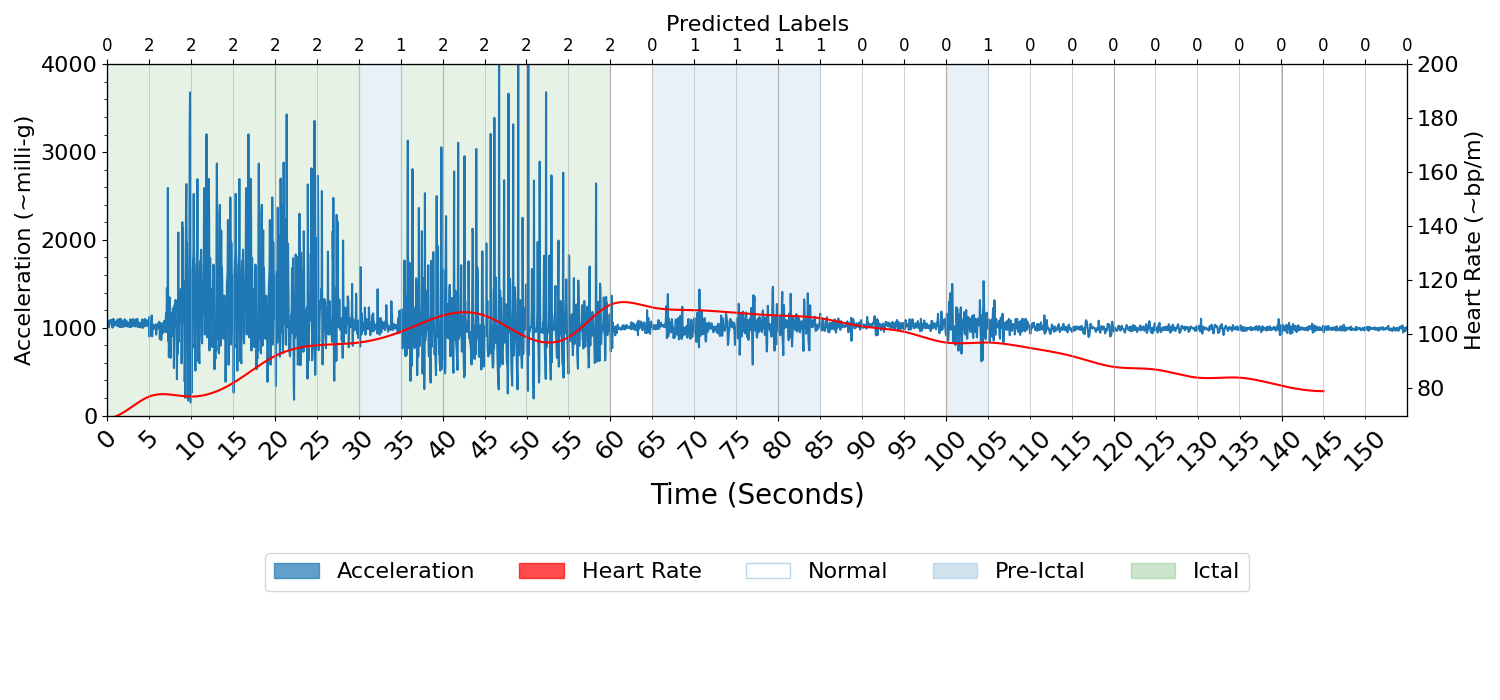 Predicted Labels
0 2 2 2 2 2 2 1 2 2 2 2 2 0 1 1 1 1 0 0 0 1 0 0 0 0 0 0 0 0 0 0
4000 200
180
3000 160
140
2000 120
1000 100
80
0
Acceleration (~milli-g)
Heart Rate (~bp/m)
0 5 10 15 20 25 30 35 40 45 50 55 60 65 70 75 80 85 90 95 100 105 110 115 120 125 130 135 140 145 150
Time (Seconds)
Acceleration Heart Rate Normal Pre-Ictal Ictal